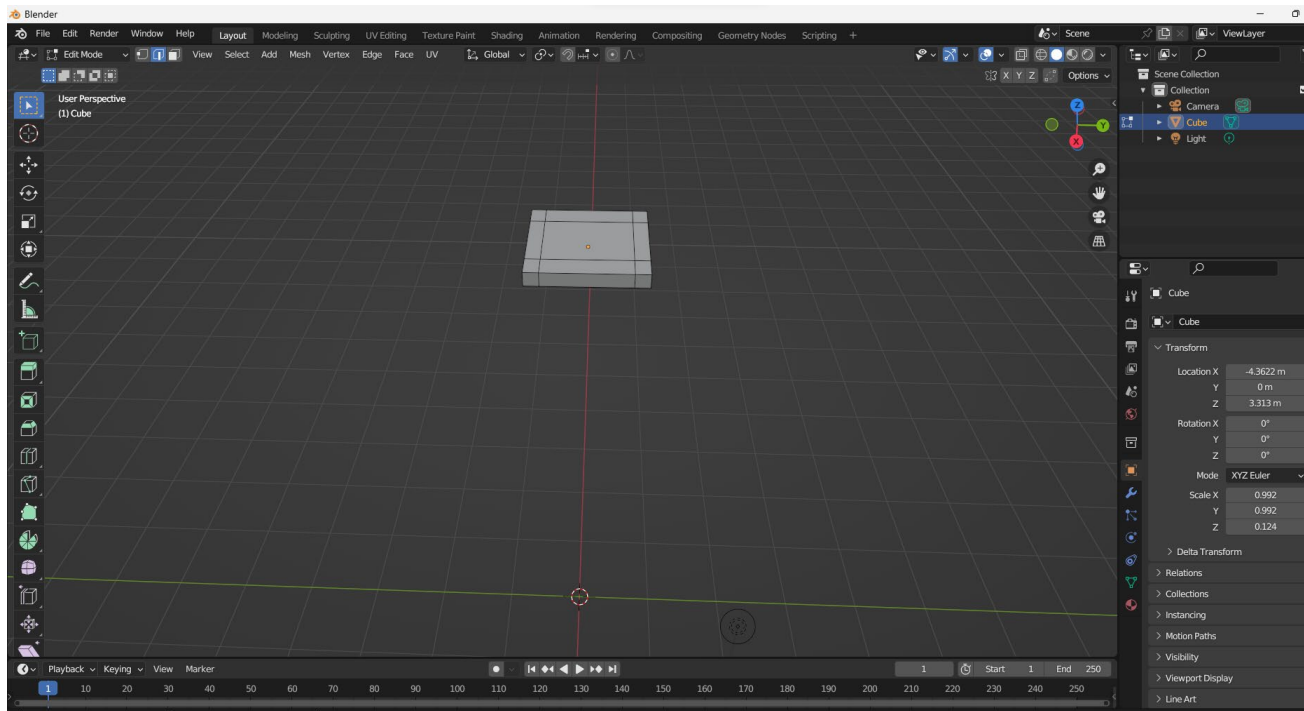 Blender
File Edit Render Window Help Layout Modeling Sculpting UV Editing Texture Paint Shading Animation Rendering Compositing Geometry Nodes Scripting + Scene ViewLayer
Edit Mode View Select Add Mesh Vertex Edge Face UV Global
X Y Z Options
User Perspective
(1) Cube
Z
Y
X
Scene Collection
Collection
Camera
Cube
Light
Cube
Cube
Transform
Location X -4.3622 m
Y 0 m
Z 3.313 m
Rotation X 0°
Y 0°
Z 0°
Mode XYZ Euler
Scale X 0.992
Y 0.992
Z 0.124
Delta Transform
Relations
Collections
Instancing
Motion Paths
Visibility
Viewport Display
Line Art
Playback Keying View Marker 1 Start 1 End 250
1 10 20 30 40 50 60 70 80 90 100 110 120 130 140 150 160 170 180 190 200 210 220 230 240 250